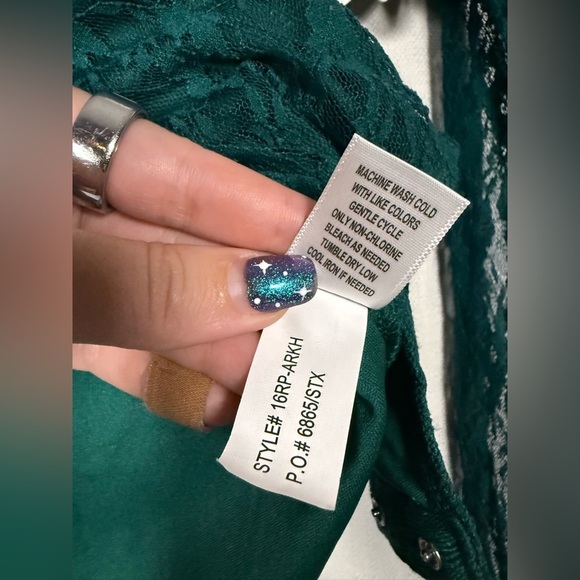 MACHINE WASH COLD
WITH LIKE COLORS
GENTLE CYCLE
ONLY NON-CHLORINE
BLEACH AS NEEDED
TUMBLE DRY LOW
COOL IRON IF NEEDED
STYLE# 16RP-ARKH
P.O.# 6865/STX